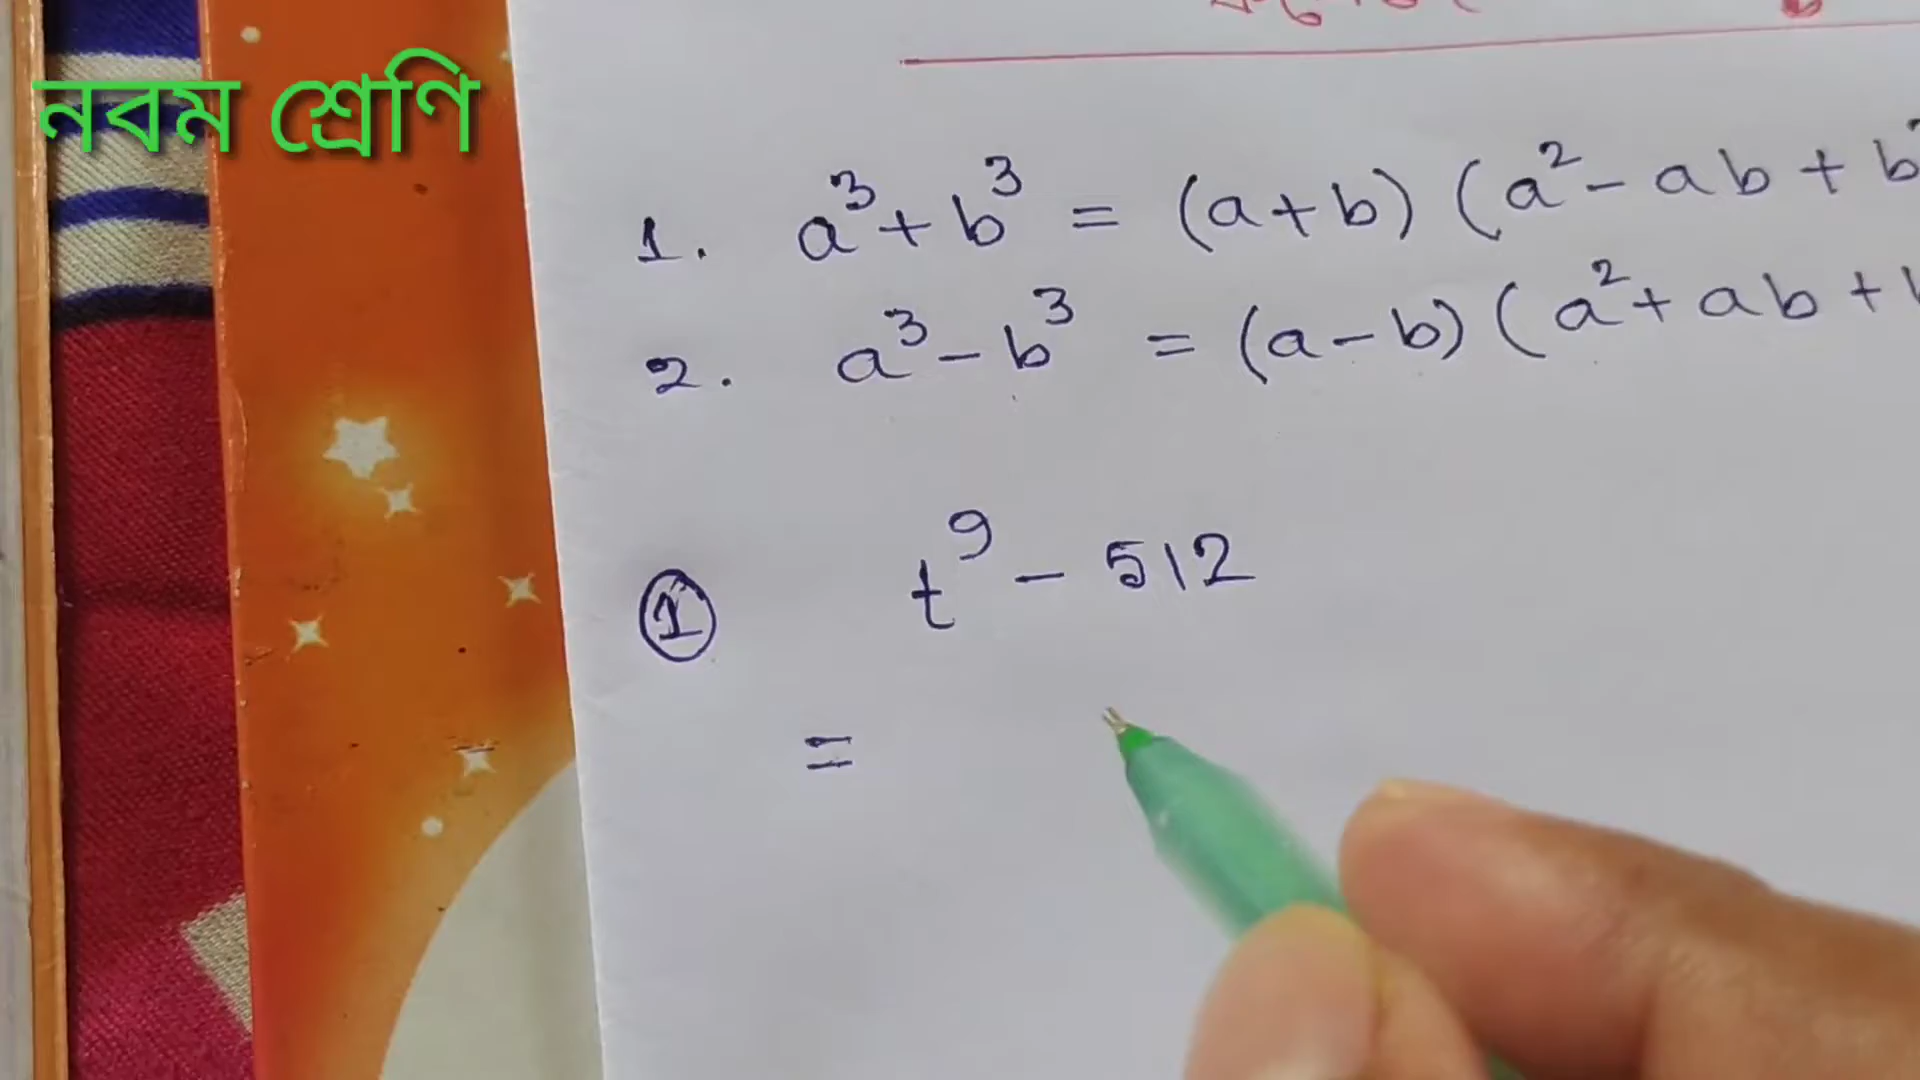 নবম শ্রেণি
1. a³ + b³ = (a+b) (a² - ab + b
2. a³ - b³ = (a-b) (a² + ab +
① t⁹ - 512
=